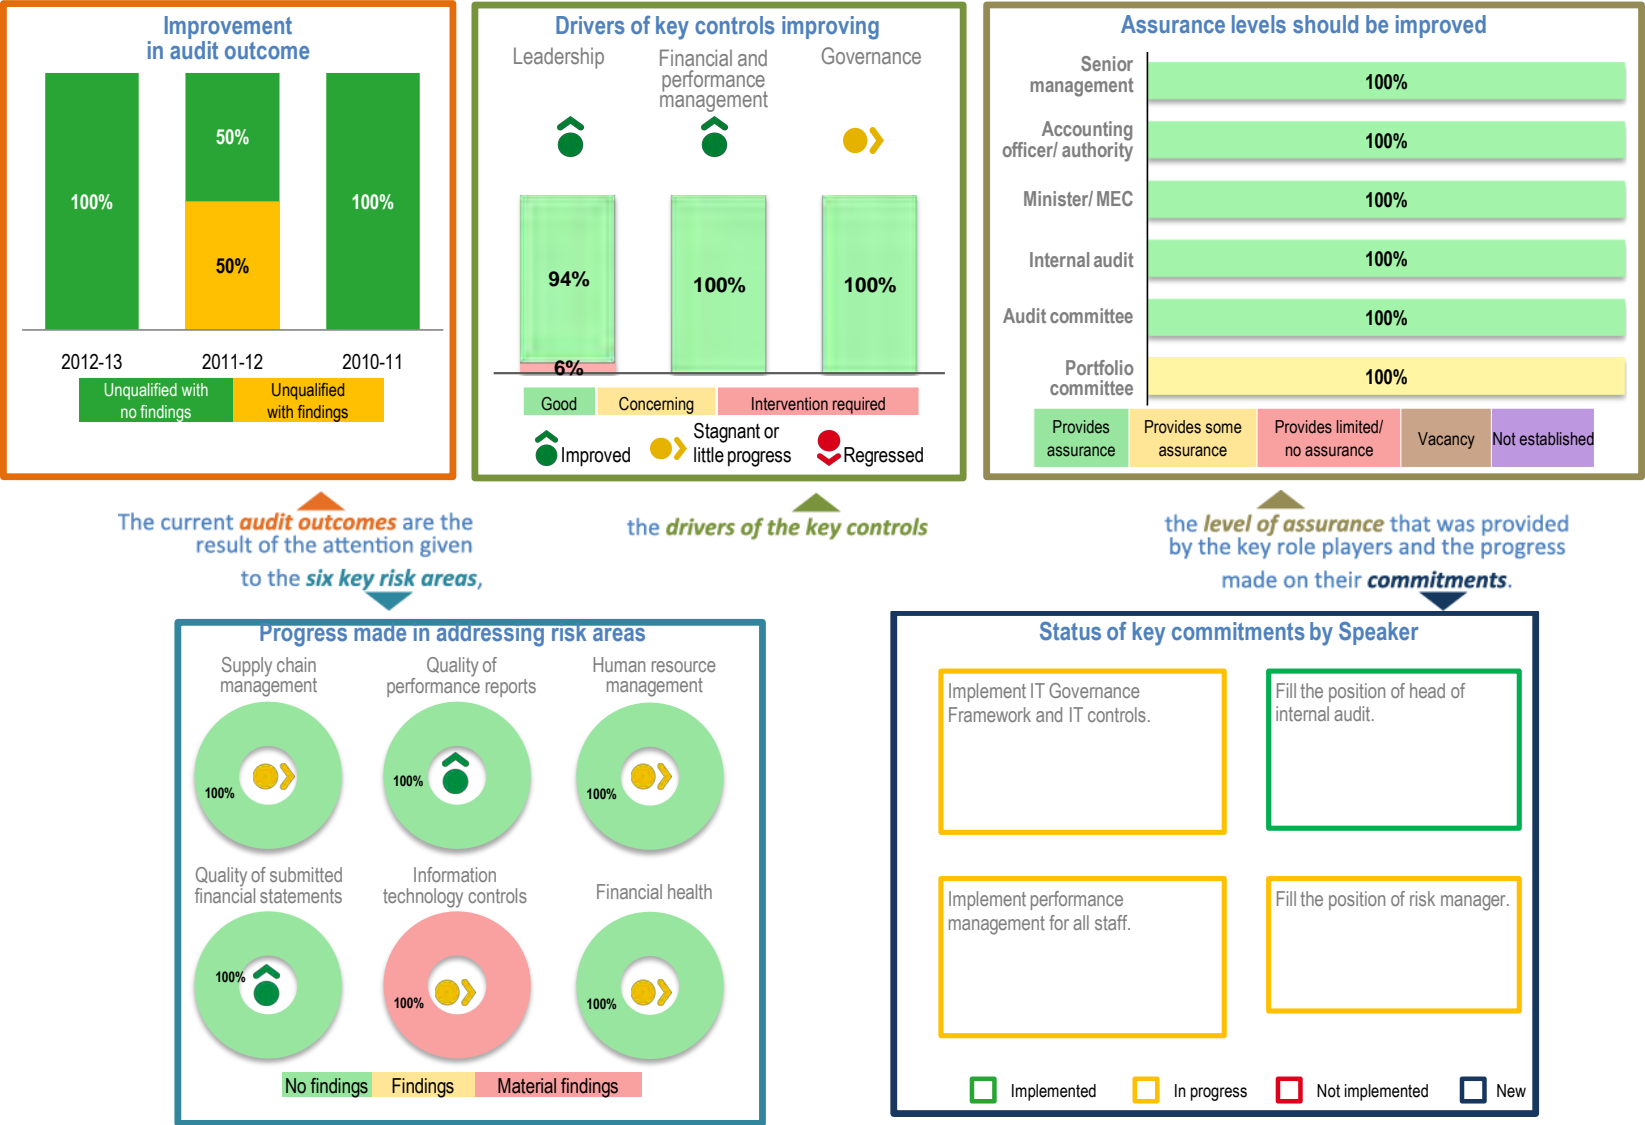 Improvement
in audit outcome
100%
50%
50%
100%
2012-13
2011-12
2010-11
Unqualified with
no findings
Unqualified
with findings
Drivers of key controls improving
Leadership
Financial and
performance
management
Governance
94%
6%
100%
100%
Good
Concerning
Intervention required
Improved
Stagnant or
little progress
Regressed
Assurance levels should be improved
Senior
management
100%
Accounting
officer/ authority
100%
Minister/ MEC
100%
Internal audit
100%
Audit committee
100%
Portfolio
committee
100%
Provides
assurance
Provides some
assurance
Provides limited/
no assurance
Vacancy
Not established
The current audit outcomes are the
result of the attention given
to the six key risk areas,
the drivers of the key controls
the level of assurance that was provided
by the key role players and the progress
made on their commitments.
Progress made in addressing risk areas
Supply chain
management
100%
Quality of
performance reports
100%
Human resource
management
100%
Quality of submitted
financial statements
100%
Information
technology controls
100%
Financial health
100%
No findings
Findings
Material findings
Status of key commitments by Speaker
Implement IT Governance
Framework and IT controls.
Fill the position of head of
internal audit.
Implement performance
management for all staff.
Fill the position of risk manager.
Implemented
In progress
Not implemented
New